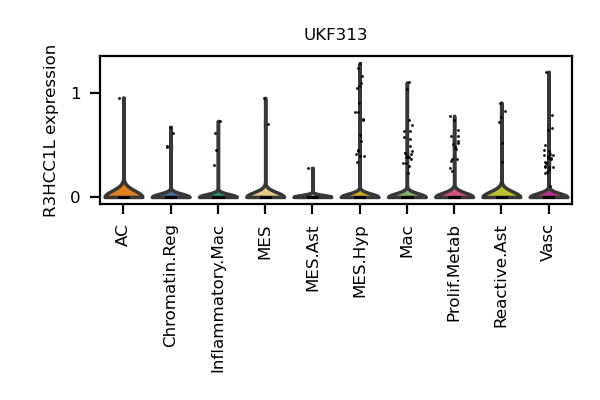 UKF313
R3HCC1L expression
1
0
AC
Chromatin.Reg
Inflammatory.Mac
MES
MES.Ast
MES.Hyp
Mac
Prolif.Metab
Reactive.Ast
Vasc